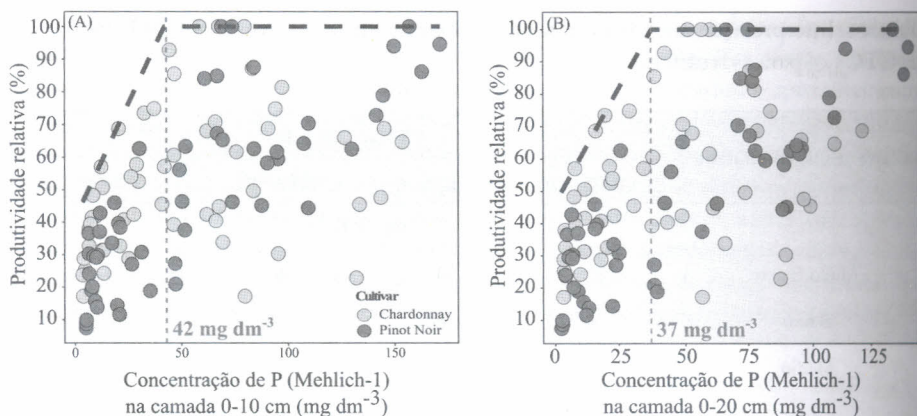 (A)
Produtividade relativa (%)
100
90
80
70
60
50
40
30
20
10
42 mg dm⁻³
Cultivar
Chardonnay
Pinot Noir
0 50 100 150
Concentração de P (Mehlich-1)
na camada 0-10 cm (mg dm⁻³)
(B)
Produtividade relativa (%)
100
90
80
70
60
50
40
30
20
10
37 mg dm⁻³
0 25 50 75 100 125
Concentração de P (Mehlich-1)
na camada 0-20 cm (mg dm⁻³)